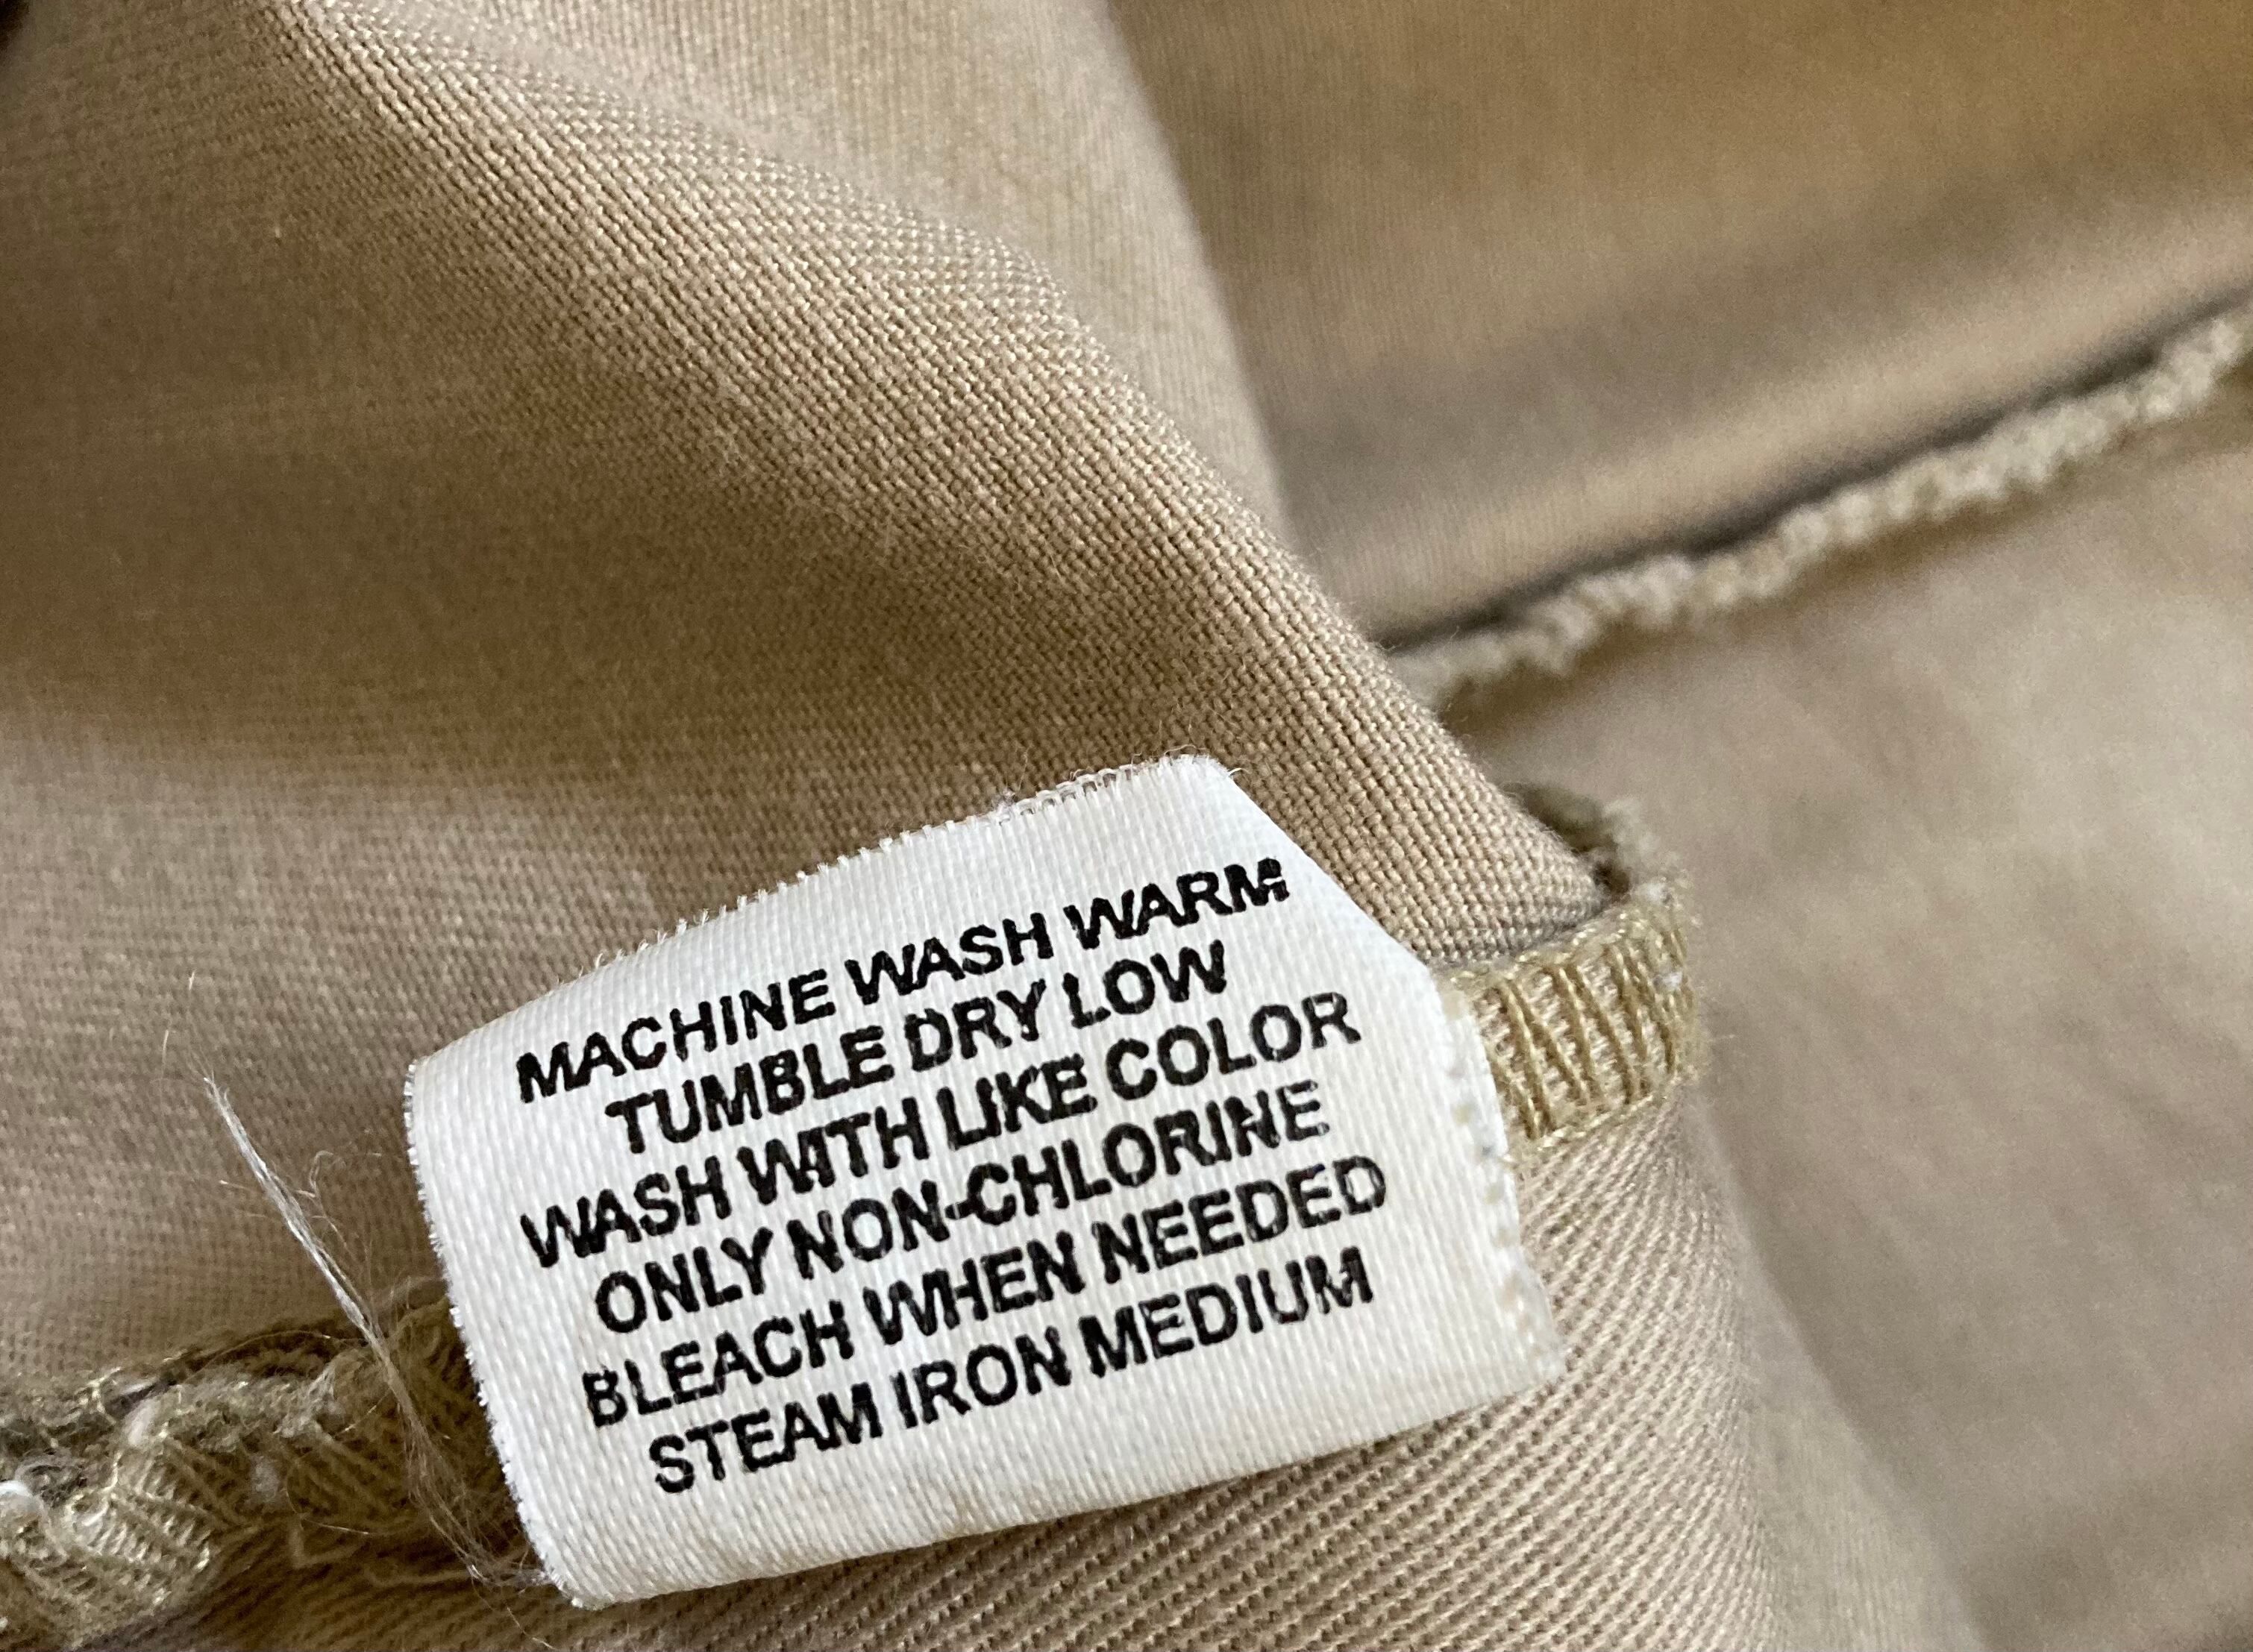 MACHINE WASH WARM
TUMBLE DRY LOW
WASH WITH LIKE COLOR
ONLY NON-CHLORINE
BLEACH WHEN NEEDED
STEAM IRON MEDIUM